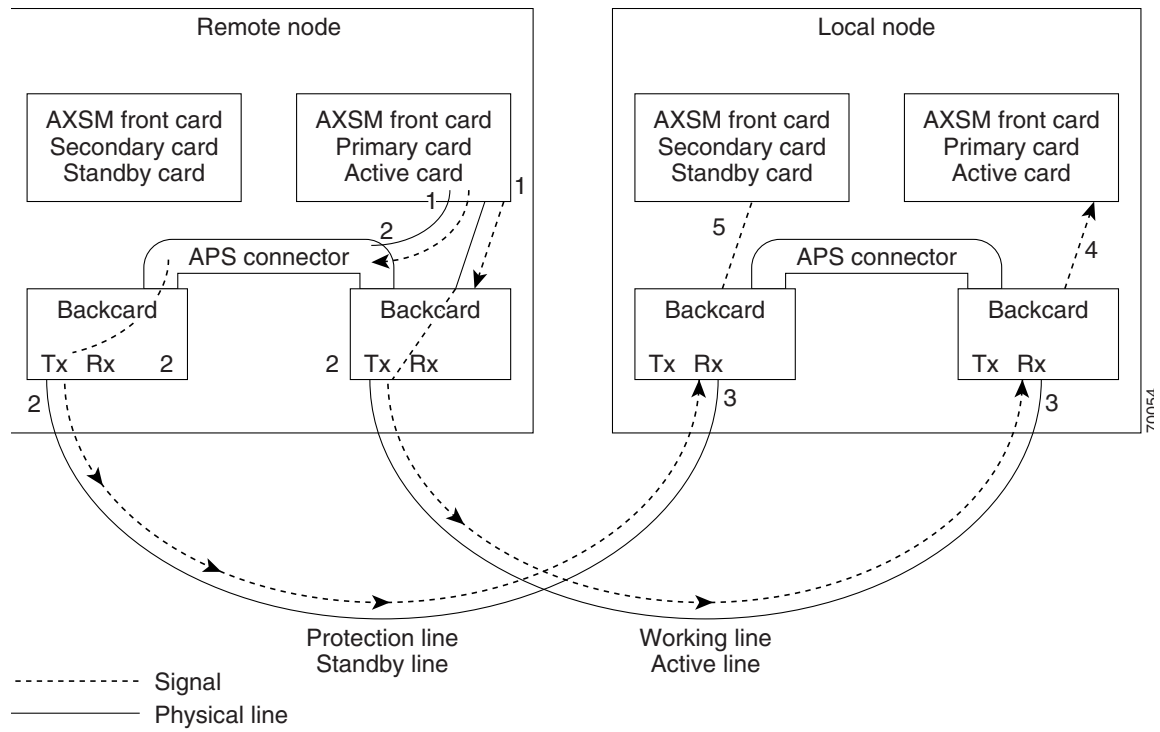 Remote node
Local node
AXSM front card
Secondary card
Standby card
AXSM front card
Primary card
Active card
AXSM front card
Secondary card
Standby card
AXSM front card
Primary card
Active card
1
1
2
5
4
APS connector
APS connector
Backcard
Backcard
Backcard
Backcard
Tx Rx 2
2 Tx Rx
Tx Rx
Tx Rx
2
3
3
70054
Protection line
Standby line
Working line
Active line
Signal
Physical line